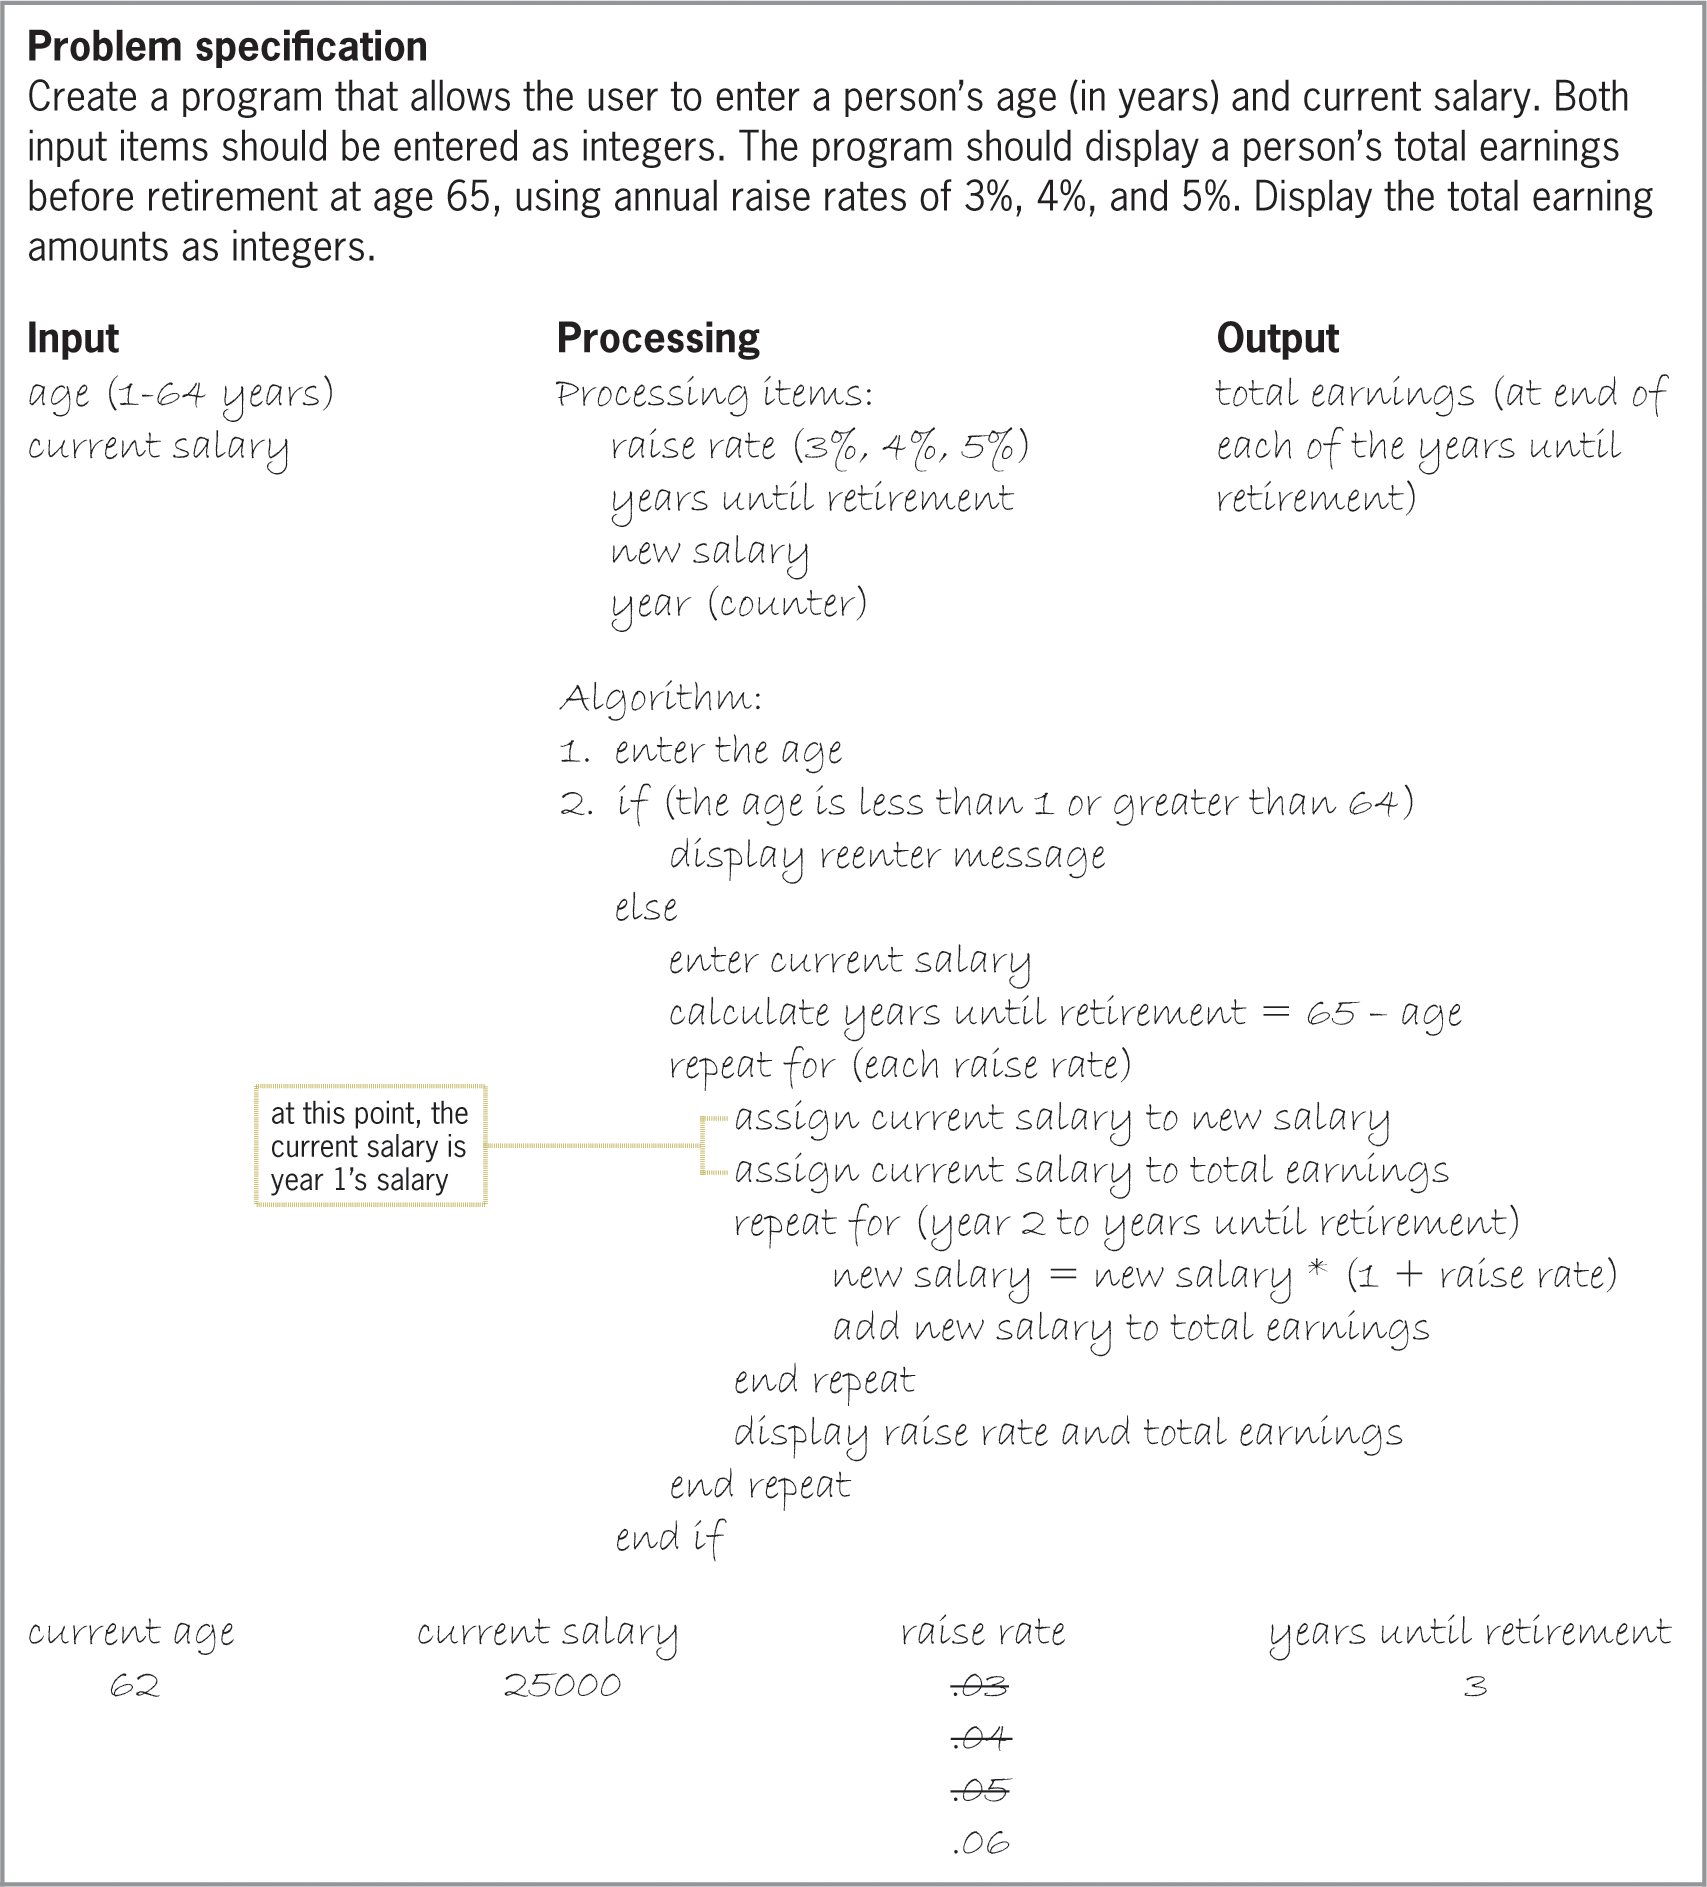 Problem specification
Create a program that allows the user to enter a person’s age (in years) and current salary. Both
input items should be entered as integers. The program should display a person’s total earnings
before retirement at age 65, using annual raise rates of 3%, 4%, and 5%. Display the total earning
amounts as integers.
Input
age (1-64 years)
current salary
Processing
Processing items:
raise rate (3%, 4%, 5%)
years until retirement
new salary
year (counter)
Output
total earnings (at end of
each of the years until
retirement)
Algorithm:
1. enter the age
2. if (the age is less than 1 or greater than 64)
display reenter message
else
enter current salary
calculate years until retirement = 65 – age
repeat for (each raise rate)
at this point, the
current salary is
year 1’s salary
assign current salary to new salary
assign current salary to total earnings
repeat for (year 2 to years until retirement)
new salary = new salary * (1 + raise rate)
add new salary to total earnings
end repeat
display raise rate and total earnings
end repeat
end if
current age current salary raise rate years until retirement
62 25000 .03 3
.04
.05
.06